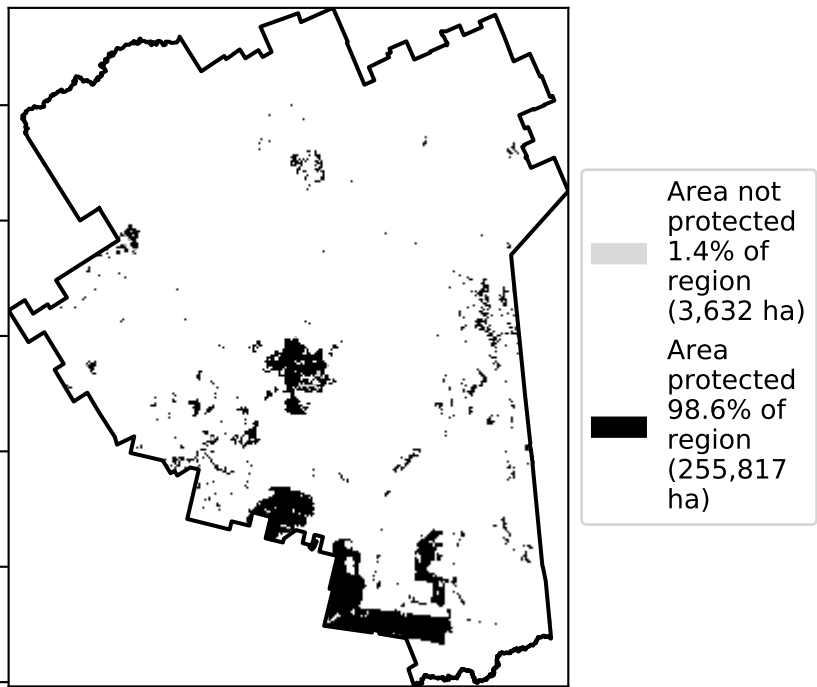 Area not
protected
1.4% of
region
(3,632 ha)
Area
protected
98.6% of
region
(255,817
ha)